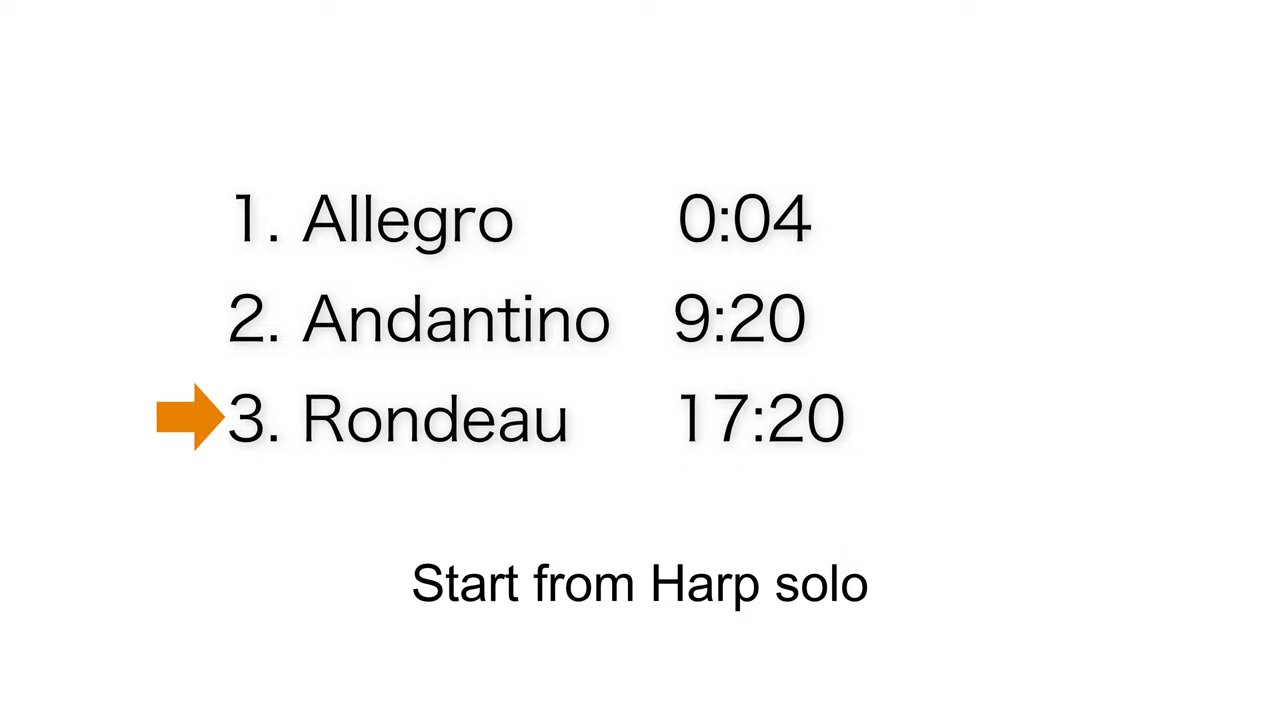 1. Allegro 0:04
2. Andantino 9:20
3. Rondeau 17:20
Start from Harp solo